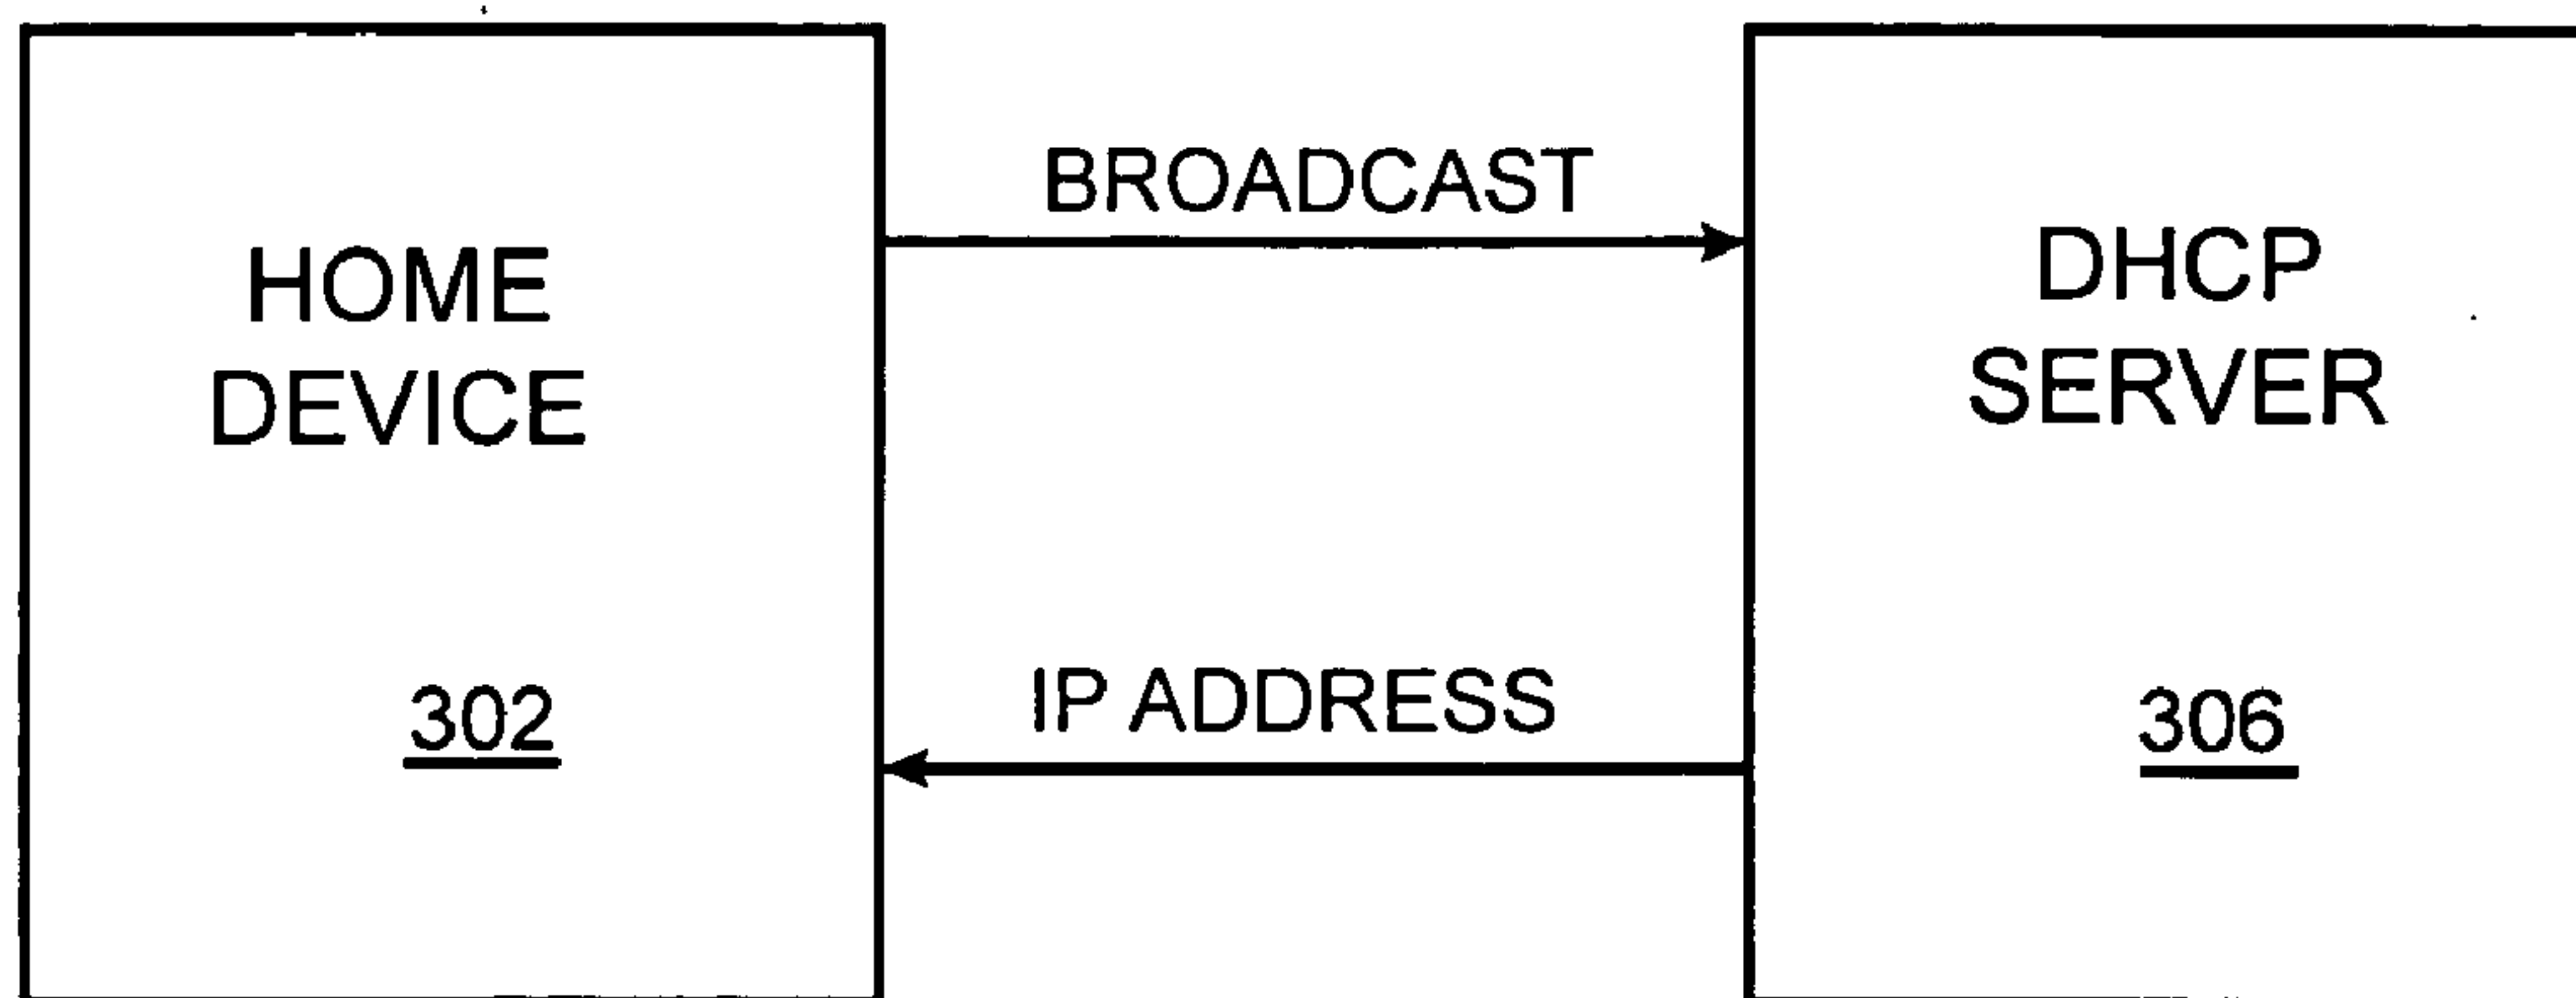 HOME
DEVICE
302
BROADCAST
IP ADDRESS
DHCP
SERVER
306